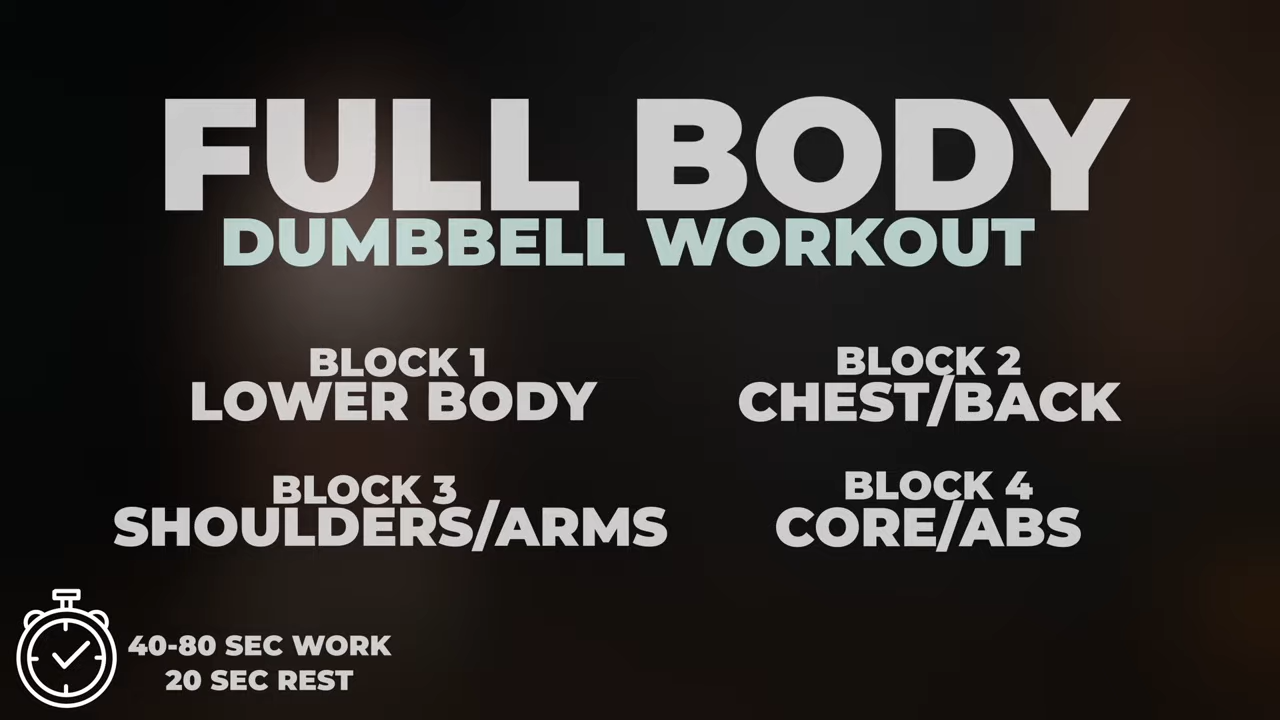 FULL BODY
DUMBBELL WORKOUT
BLOCK 1
LOWER BODY
BLOCK 2
CHEST/BACK
BLOCK 3
SHOULDERS/ARMS
BLOCK 4
CORE/ABS
40-80 SEC WORK
20 SEC REST